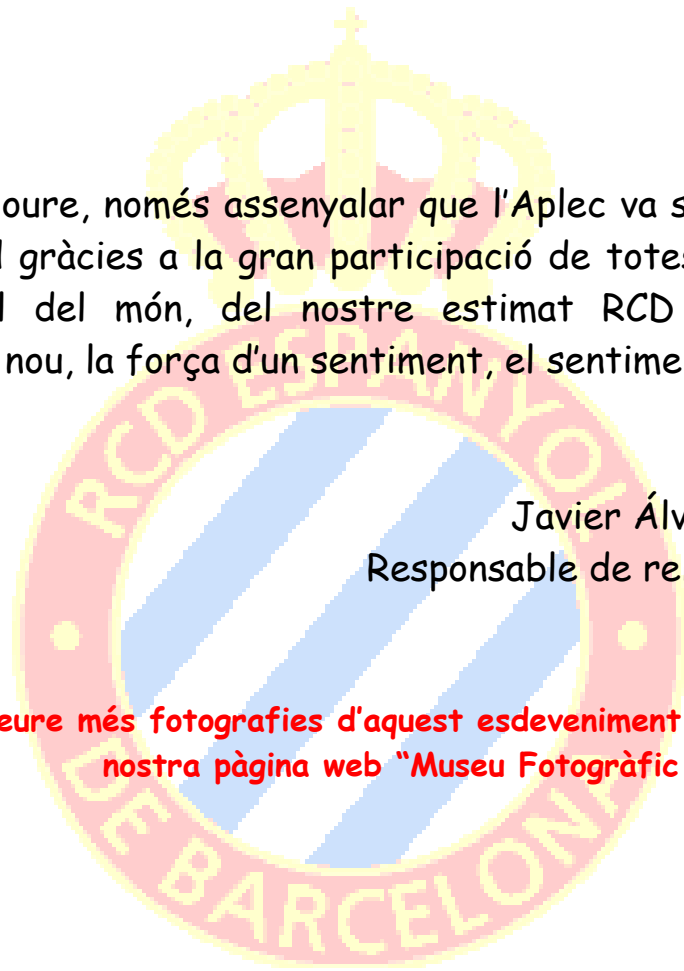 oure, només assenyalar que l'Aplec va s
l gràcies a la gran participació de totes
l del món, del nostre estimat RCD
nou, la força d'un sentiment, el sentime
RCD ESPANYOL
Javier Álv
Responsable de re
eure més fotografies d'aquest esdeveniment
nostra pàgina web "Museu Fotogràfic
DE BARCELONA